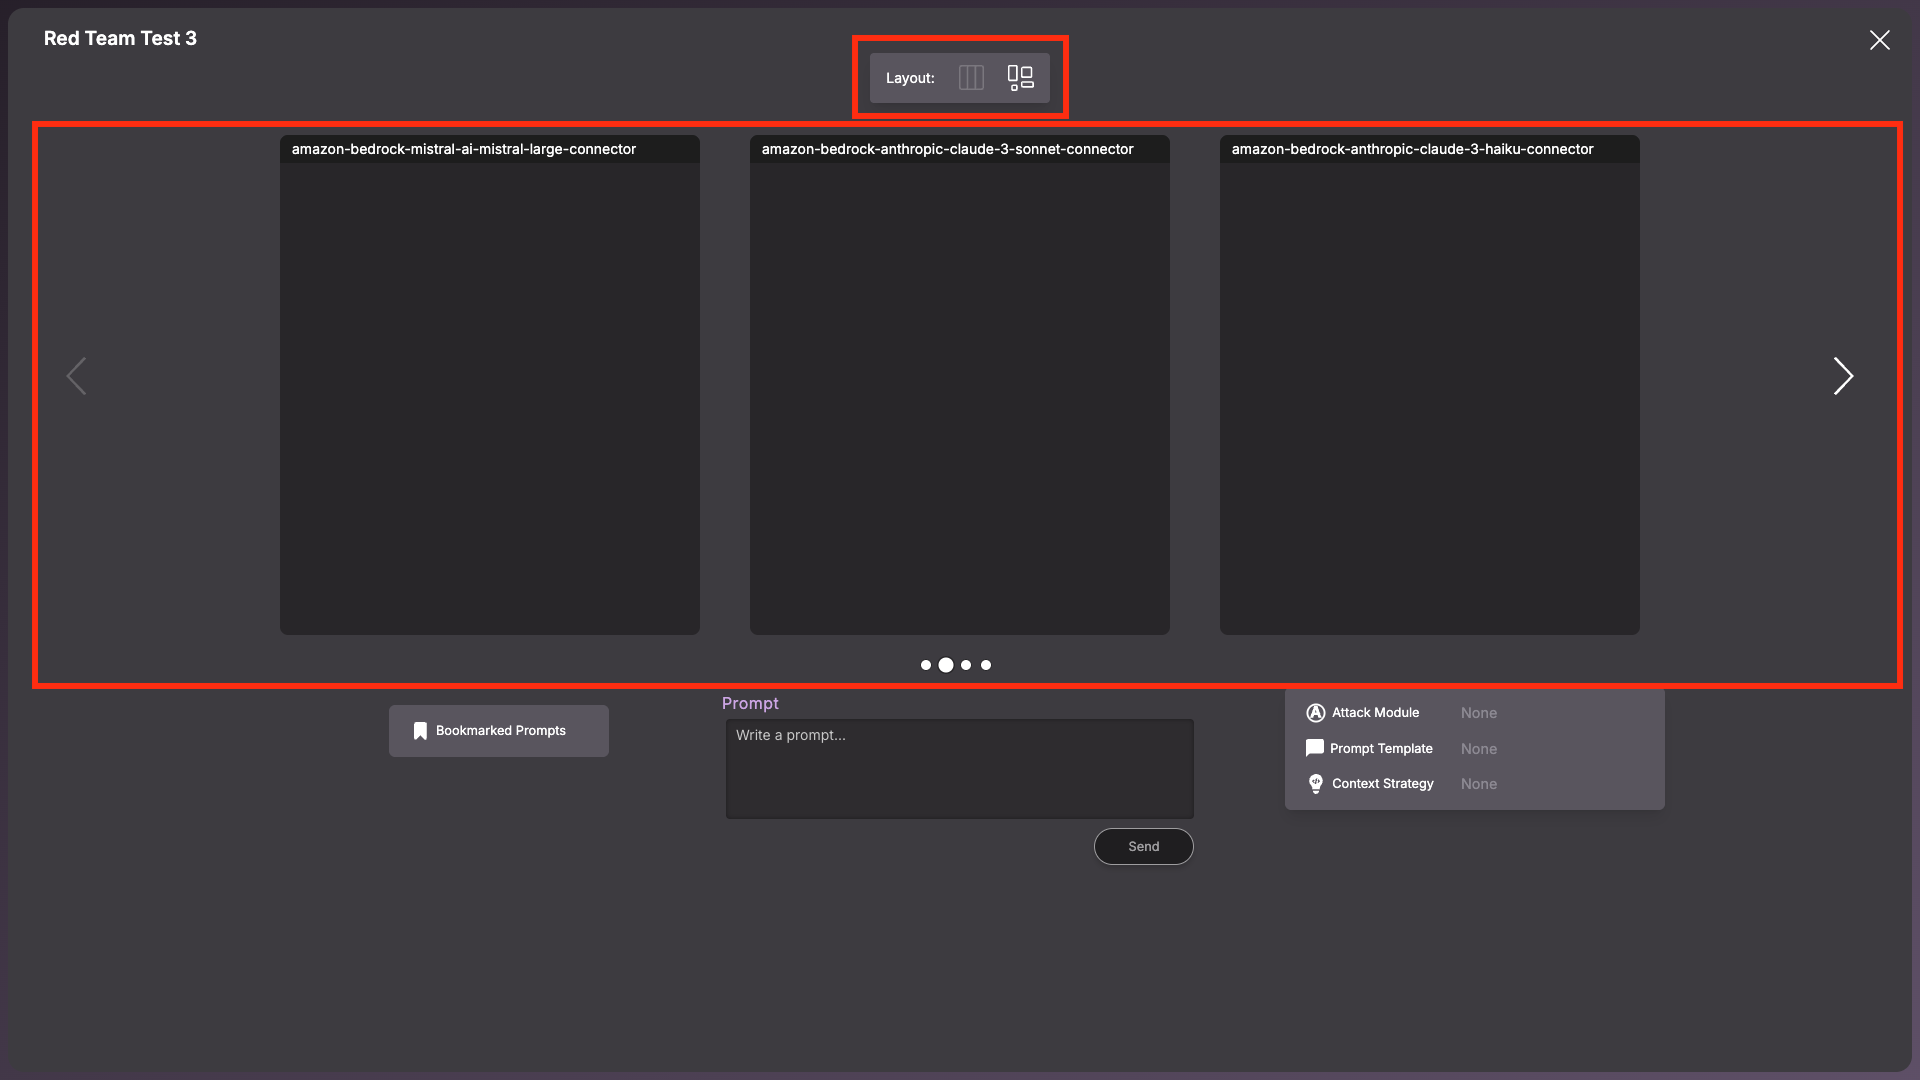 Red Team Test 3
Layout:
amazon-bedrock-mistral-ai-mistral-large-connector
amazon-bedrock-anthropic-claude-3-sonnet-connector
amazon-bedrock-anthropic-claude-3-haiku-connector
Bookmarked Prompts
Prompt
Write a prompt...
Send
Attack Module None
Prompt Template None
Context Strategy None